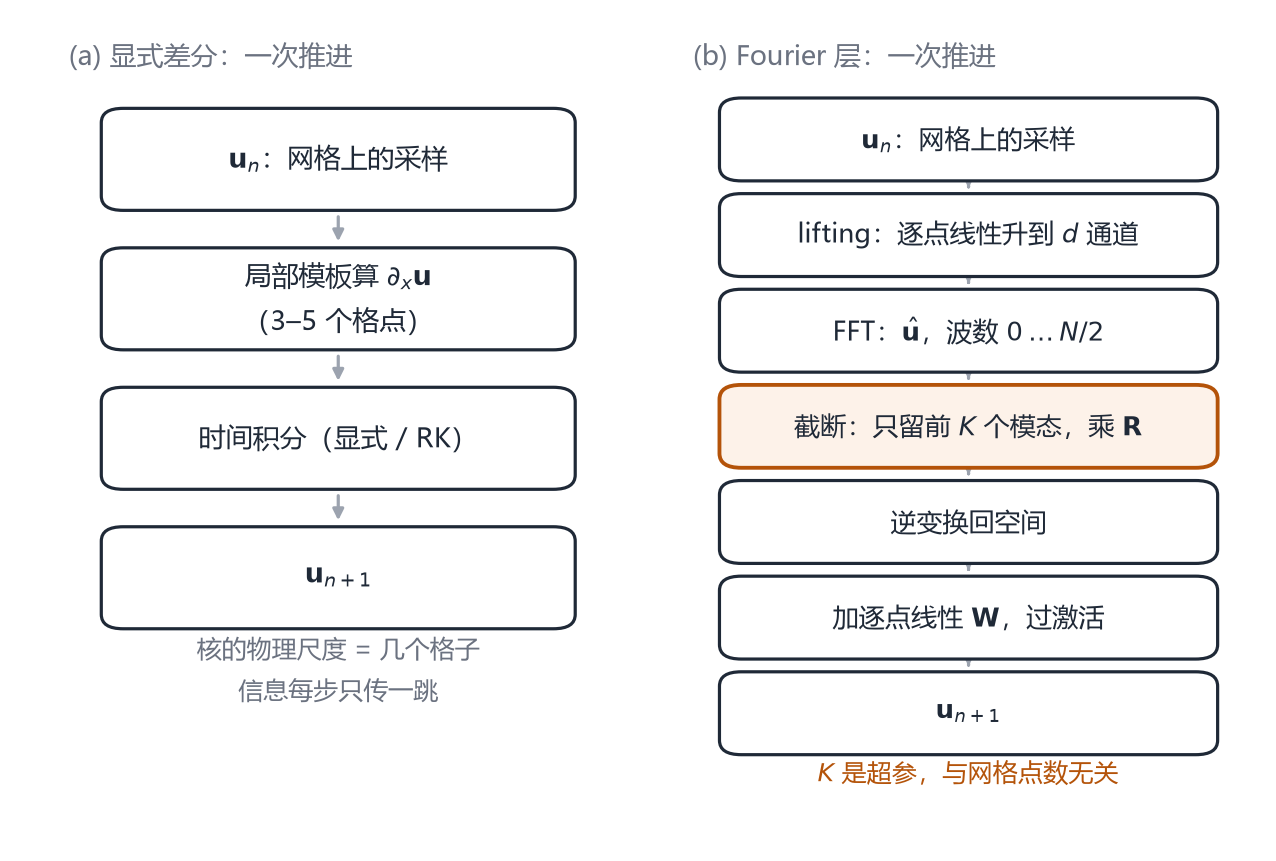 (a) 显式差分：一次推进
uₙ：网格上的采样
局部模板算 ∂ₓu
（3–5 个格点）
时间积分（显式 / RK）
uₙ₊₁
核的物理尺度 = 几个格子
信息每步只传一跳
(b) Fourier 层：一次推进
uₙ：网格上的采样
lifting：逐点线性升到 d 通道
FFT：û，波数 0 … N/2
截断：只留前 K 个模态，乘 R
逆变换回空间
加逐点线性 W，过激活
uₙ₊₁
K 是超参，与网格点数无关